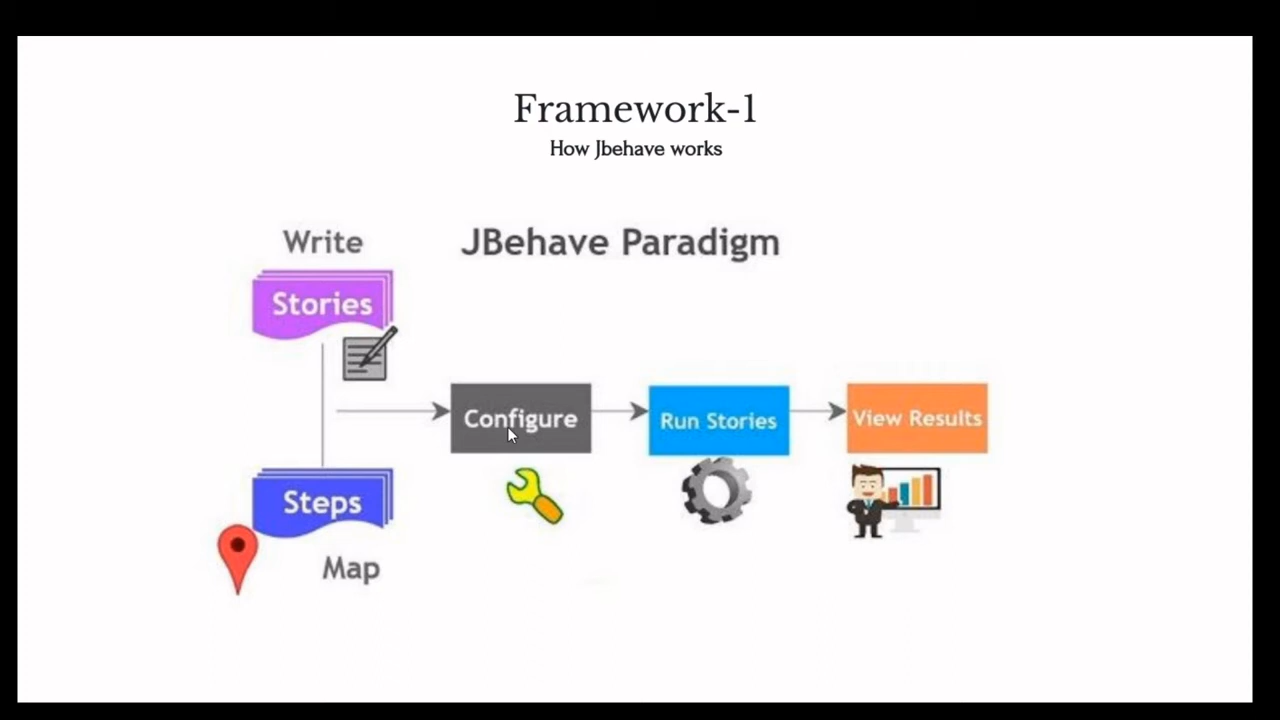 Framework-1
How Jbehave works
Write
JBehave Paradigm
Stories
Configure
Run Stories
View Results
Steps
Map